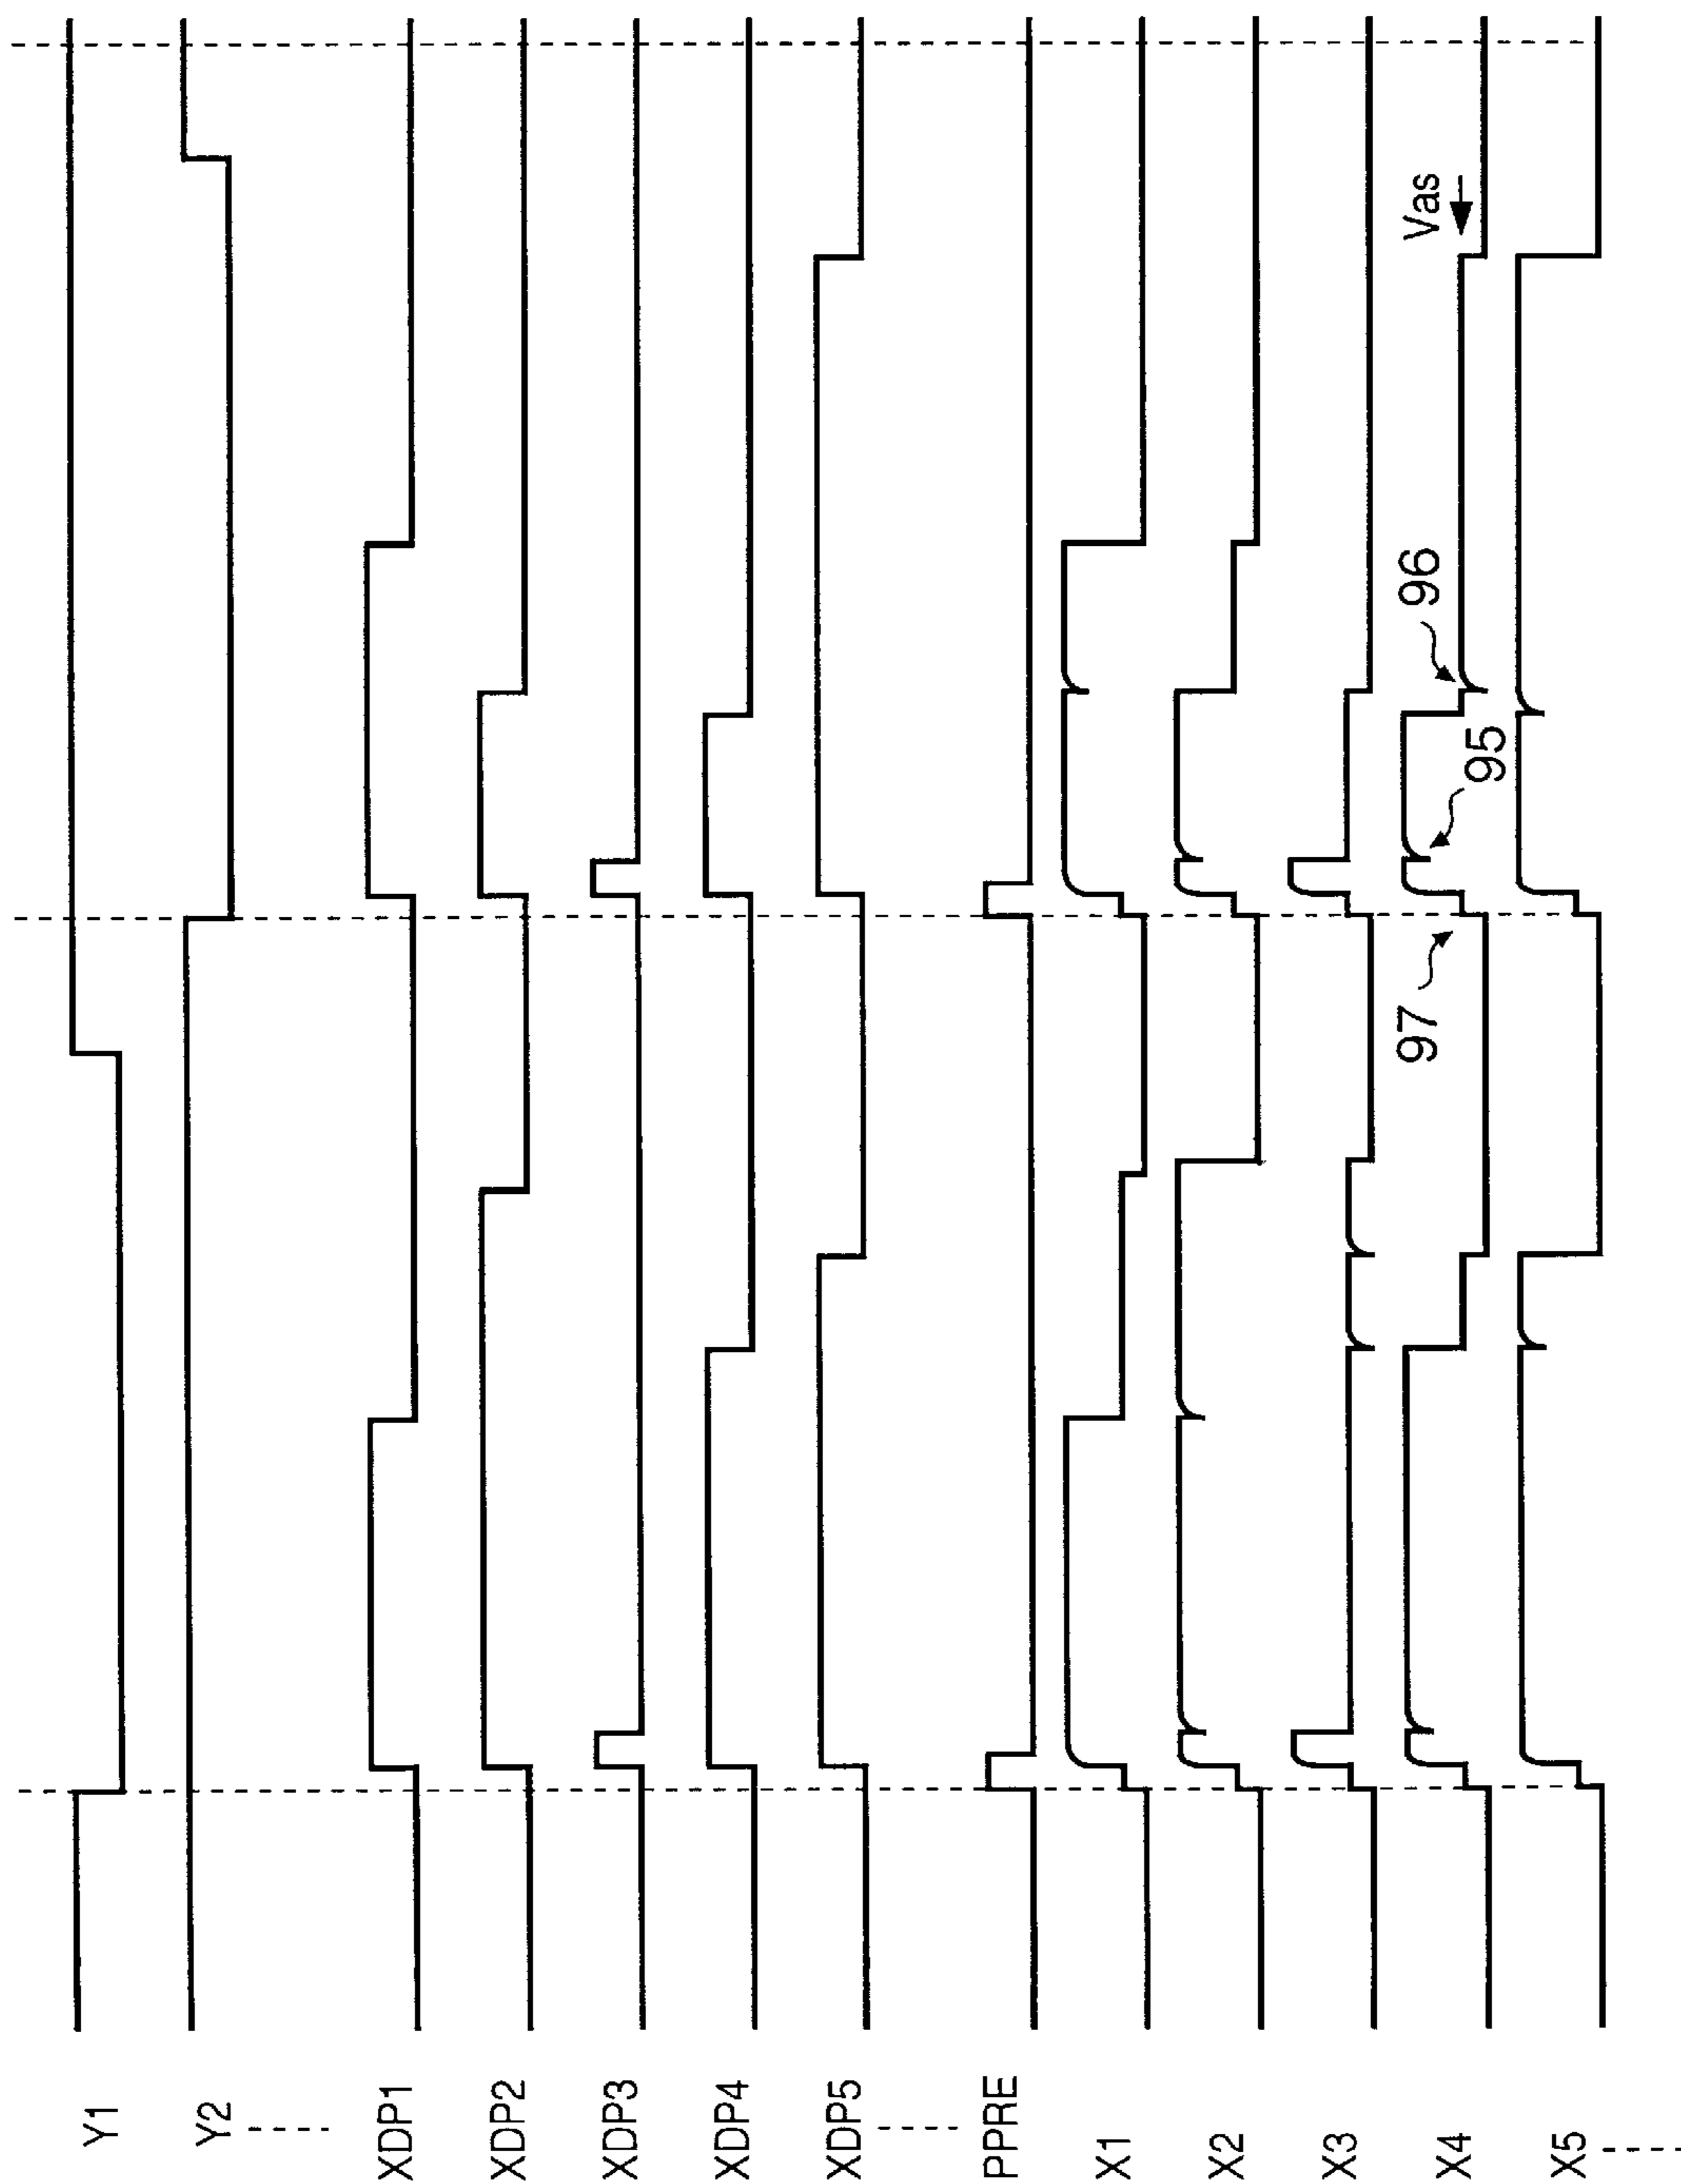 Y1
Y2
XDP1
XDP2
XDP3
XDP4
XDP5
PPRE
X1
X2
X3
X4
X5
97
95
96
Vas